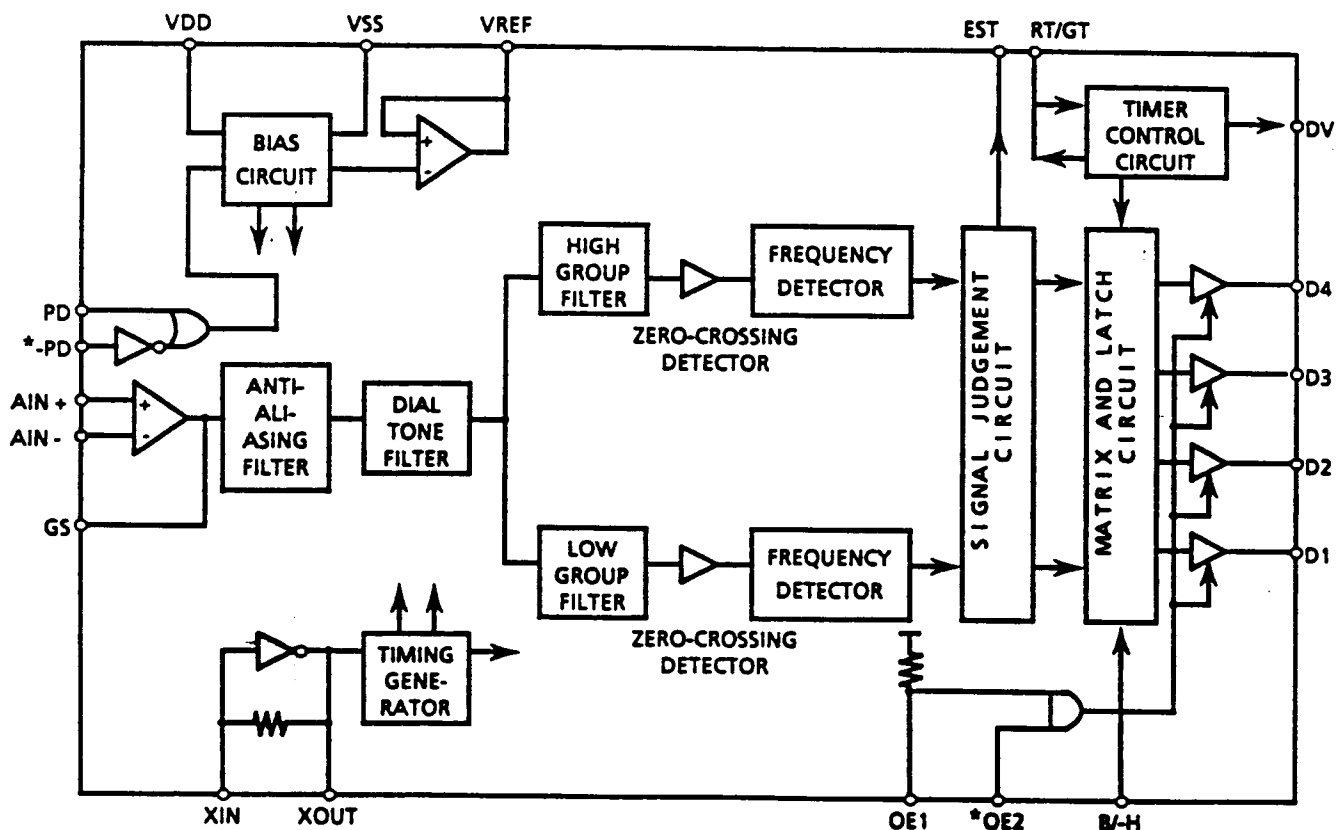 VDD
VSS
VREF
EST
RT/GT
BIAS
CIRCUIT
+
-
TIMER
CONTROL
CIRCUIT
DV
HIGH
GROUP
FILTER
FREQUENCY
DETECTOR
ZERO-CROSSING
DETECTOR
SIGNAL JUDGEMENT
CIRCUIT
MATRIX AND LATCH
CIRCUIT
D4
D3
D2
D1
PD
*-PD
AIN +
AIN -
+
-
GS
ANTI-
ALI-
ASING
FILTER
DIAL
TONE
FILTER
LOW
GROUP
FILTER
FREQUENCY
DETECTOR
ZERO-CROSSING
DETECTOR
TIMING
GENE-
RATOR
XIN
XOUT
OE1
*OE2
B/-H